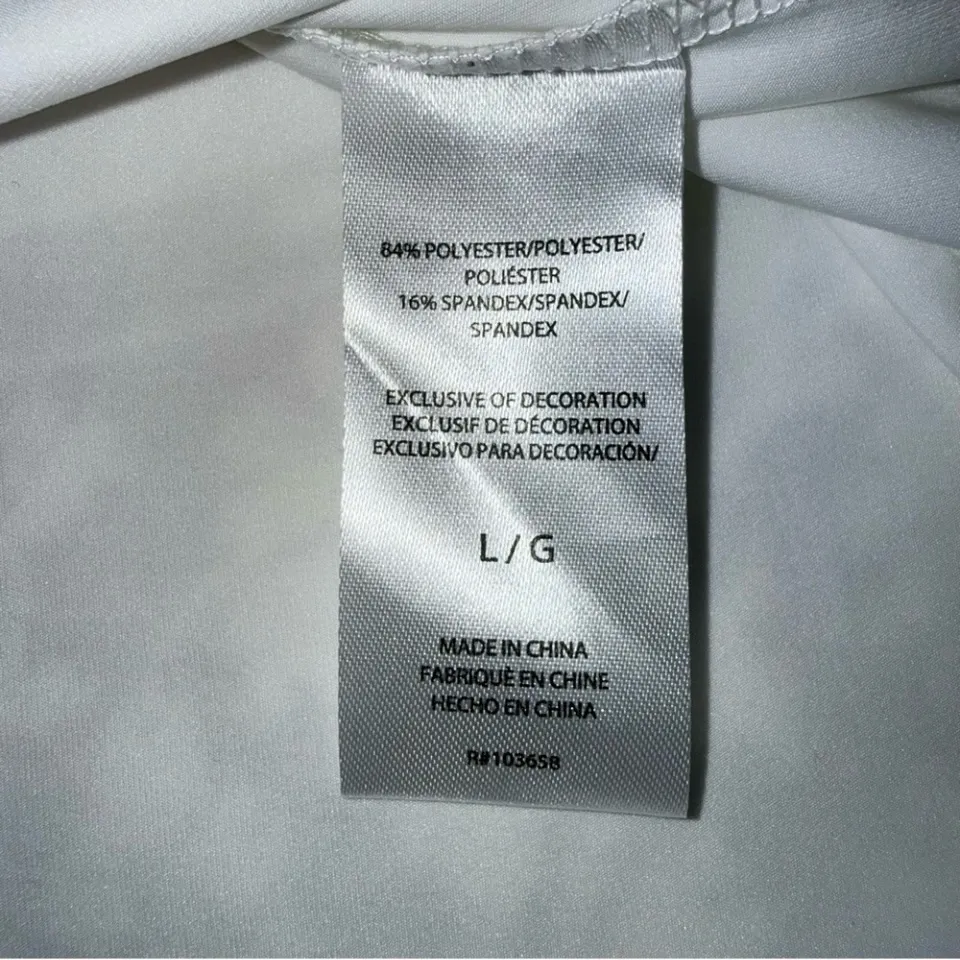 84% POLYESTER/POLYESTER/
POLIÉSTER
16% SPANDEX/SPANDEX/
SPANDEX
EXCLUSIVE OF DECORATION
EXCLUSIF DE DÉCORATION
EXCLUSIVO PARA DECORACIÓN/
L / G
MADE IN CHINA
FABRIQUÈ EN CHINE
HECHO EN CHINA
R#103658